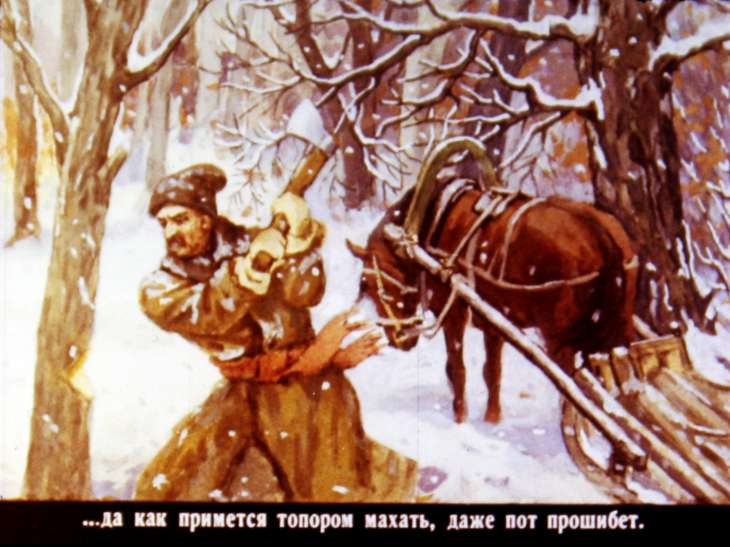 ...да как примется топором махать, даже пот прошибет.